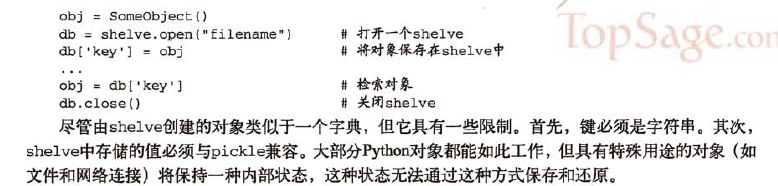 obj = SomeObject()
db = shelve.open("filename")    # 打开一个shelve
db['key'] = obj    # 将对象保存在shelve中
...
obj = db['key']    # 检索对象
db.close()    # 关闭shelve
尽管由shelve创建的对象类似于一个字典，但它具有一些限制。首先，键必须是字符串。其次，
shelve中存储的值必须与pickle兼容。大部分Python对象都能如此工作，但具有特殊用途的对象（如
文件和网络连接）将保持一种内部状态，这种状态无法通过这种方式保存和还原。
TopSage.com